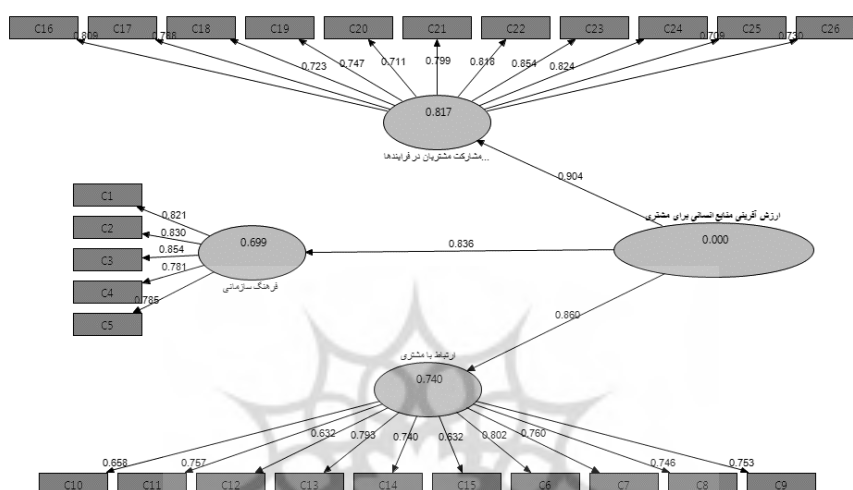 C16 C17 C18 C19 C20 C21 C22 C23 C24 C25 C26
0.809 0.788 0.723 0.747 0.711 0.799 0.818 0.854 0.824 0.709 0.730
0.817
مشارکت مشتریان در فرایندها...
0.904
ارزش آفرینی منابع انسانی برای مشتری
0.000
C1
C2
C3
C4
C5
0.821
0.830
0.854
0.781
0.785
0.699
فرهنگ سازمانی
0.836
0.860
ارتباط با مشتری
0.740
0.658 0.757 0.632 0.793 0.740 0.632 0.802 0.760 0.746 0.753
C10 C11 C12 C13 C14 C15 C6 C7 C8 C9